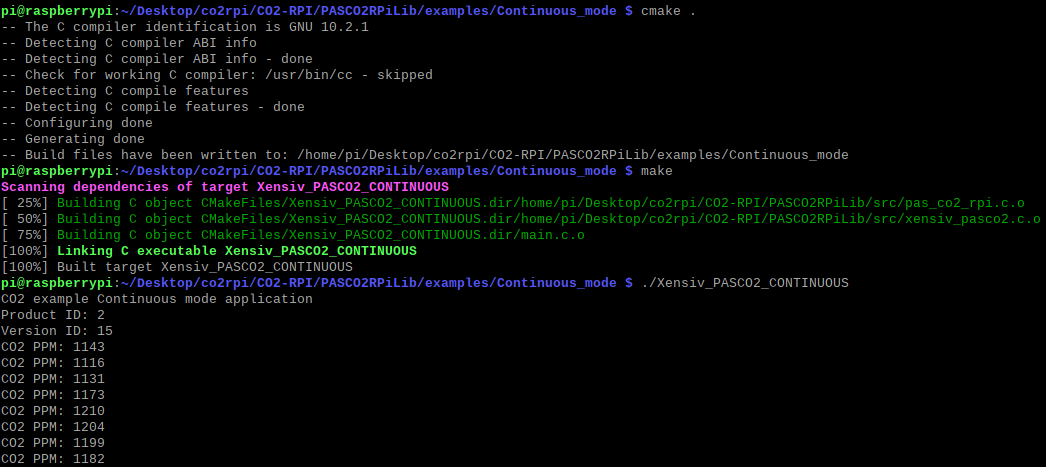 pi@raspberrypi:~/Desktop/co2rpi/CO2-RPI/PASCO2RPiLib/examples/Continuous_mode $ cmake .
-- The C compiler identification is GNU 10.2.1
-- Detecting C compiler ABI info
-- Detecting C compiler ABI info - done
-- Check for working C compiler: /usr/bin/cc - skipped
-- Detecting C compile features
-- Detecting C compile features - done
-- Configuring done
-- Generating done
-- Build files have been written to: /home/pi/Desktop/co2rpi/CO2-RPI/PASCO2RPiLib/examples/Continuous_mode
pi@raspberrypi:~/Desktop/co2rpi/CO2-RPI/PASCO2RPiLib/examples/Continuous_mode $ make
Scanning dependencies of target Xensiv_PASCO2_CONTINUOUS
[ 25%] Building C object CMakeFiles/Xensiv_PASCO2_CONTINUOUS.dir/home/pi/Desktop/co2rpi/CO2-RPI/PASCO2RPiLib/src/pas_co2_rpi.c.o
[ 50%] Building C object CMakeFiles/Xensiv_PASCO2_CONTINUOUS.dir/home/pi/Desktop/co2rpi/CO2-RPI/PASCO2RPiLib/src/xensiv_pasco2.c.o
[ 75%] Building C object CMakeFiles/Xensiv_PASCO2_CONTINUOUS.dir/main.c.o
[100%] Linking C executable Xensiv_PASCO2_CONTINUOUS
[100%] Built target Xensiv_PASCO2_CONTINUOUS
pi@raspberrypi:~/Desktop/co2rpi/CO2-RPI/PASCO2RPiLib/examples/Continuous_mode $ ./Xensiv_PASCO2_CONTINUOUS
CO2 example Continuous mode application
Product ID: 2
Version ID: 15
CO2 PPM: 1143
CO2 PPM: 1116
CO2 PPM: 1131
CO2 PPM: 1173
CO2 PPM: 1210
CO2 PPM: 1204
CO2 PPM: 1199
CO2 PPM: 1182